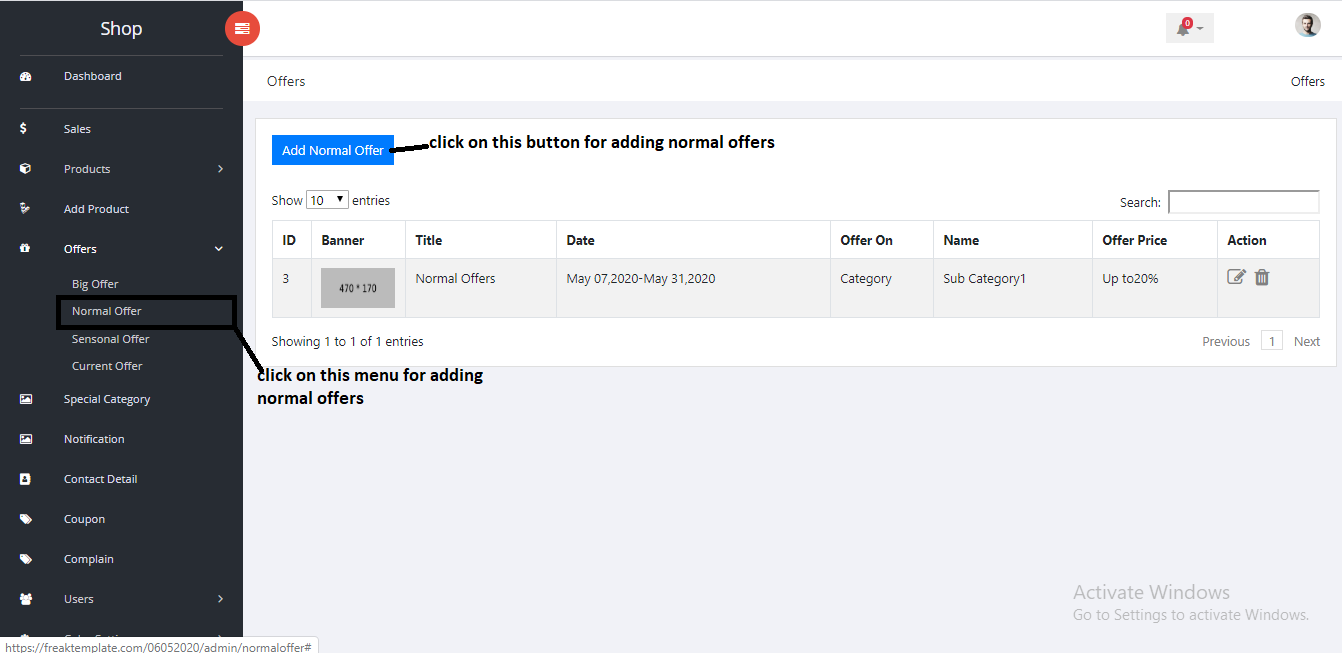 Shop
0
Dashboard
Offers
Offers
Sales
Products
Add Product
Offers
Big Offer
Normal Offer
Sensonal Offer
Current Offer
Special Category
Notification
Contact Detail
Coupon
Complain
Users
Add Normal Offer
click on this button for adding normal offers
Show 10 entries
Search:
ID Banner Title Date Offer On Name Offer Price Action
3 470 * 170 Normal Offers May 07,2020-May 31,2020 Category Sub Category1 Up to20%
Showing 1 to 1 of 1 entries
Previous 1 Next
click on this menu for adding
normal offers
Activate Windows
Go to Settings to activate Windows.
https://freaktemplate.com/06052020/admin/normaloffer#